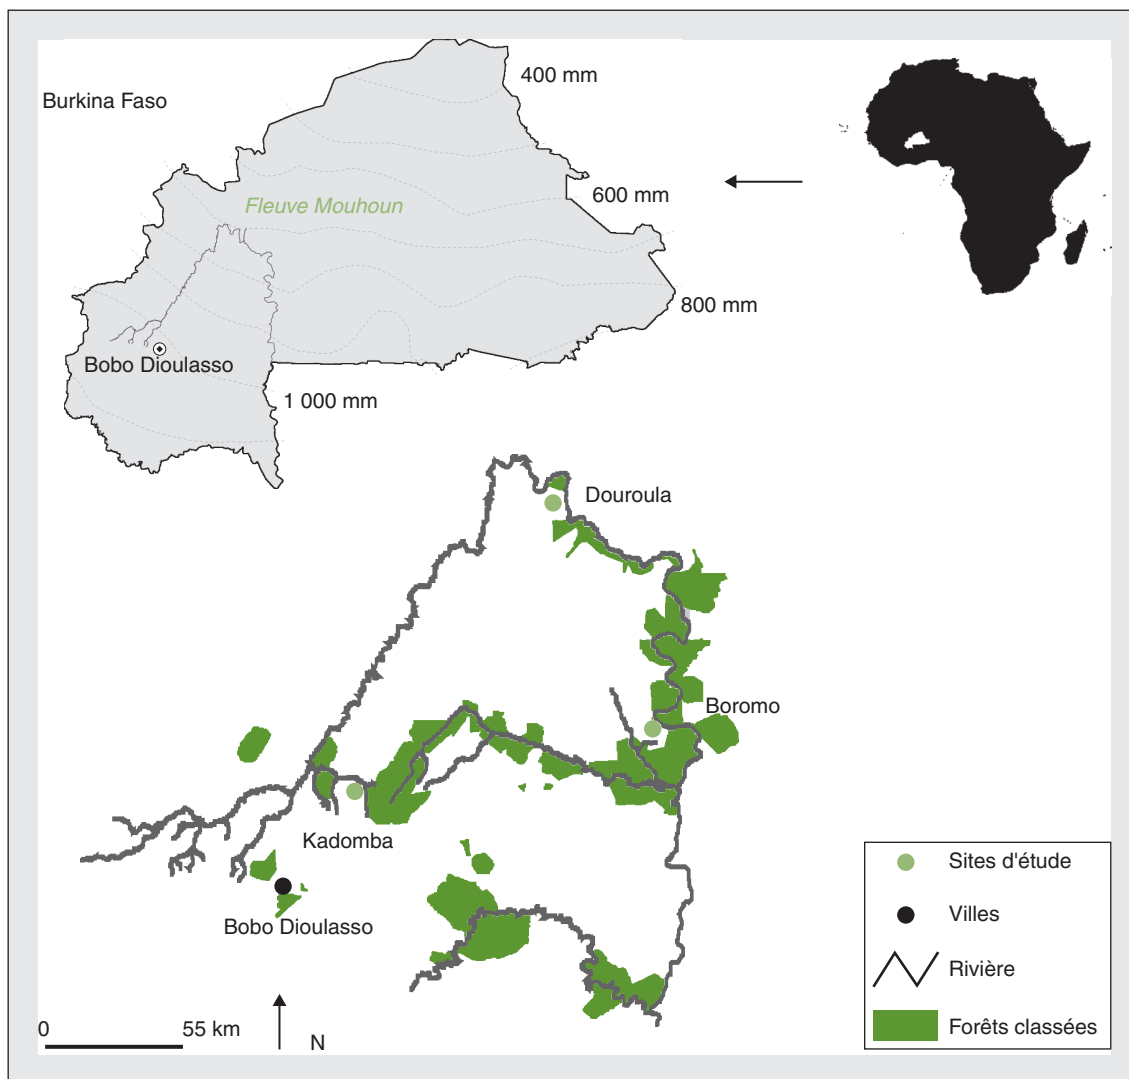 Burkina Faso
400 mm
600 mm
Fleuve Mouhoun
800 mm
Bobo Dioulasso
1 000 mm
Douroula
Boromo
Kadomba
Bobo Dioulasso
Sites d'étude
Villes
Rivière
Forêts classées
0 55 km
N